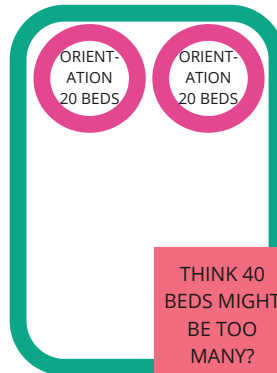 ORIENT-
ATION
20 BEDS
ORIENT-
ATION
20 BEDS
THINK 40
BEDS MIGHT
BE TOO
MANY?